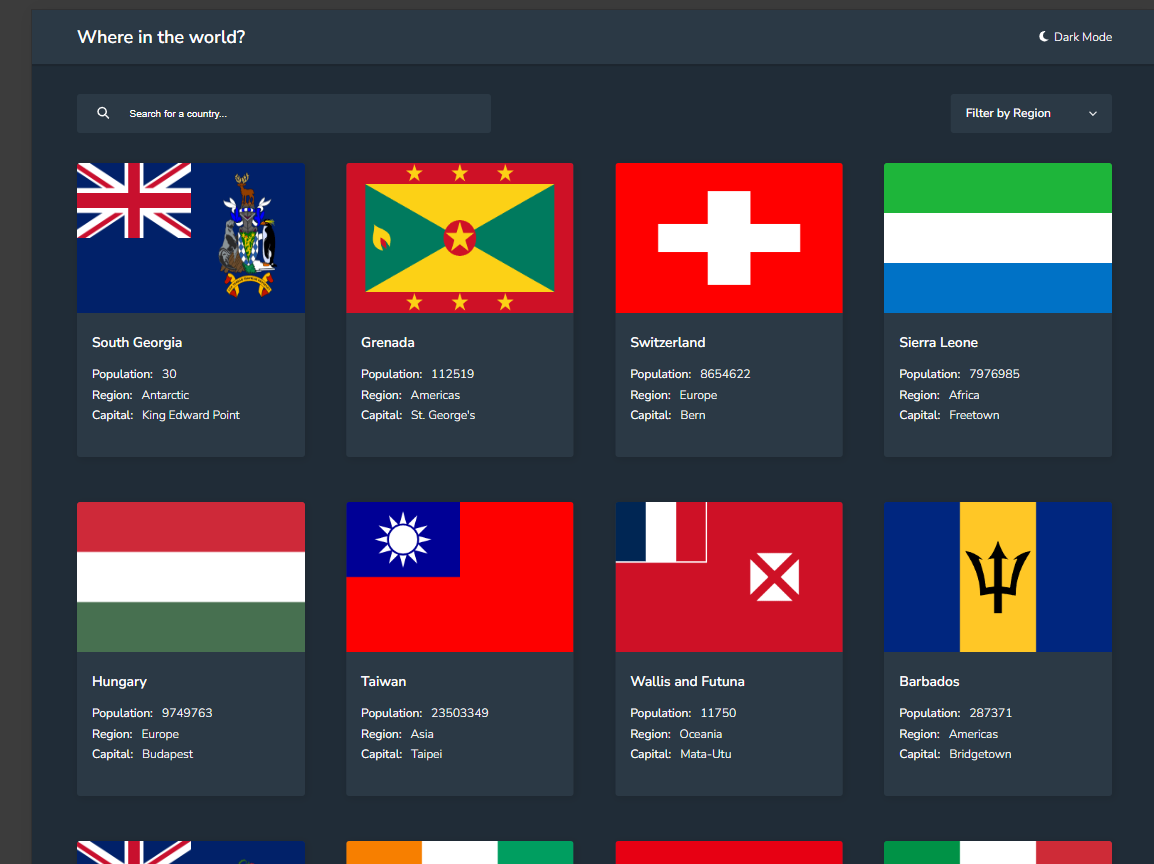 Where in the world?
Dark Mode
Search for a country...
Filter by Region
South Georgia
Population: 30
Region: Antarctic
Capital: King Edward Point
Grenada
Population: 112519
Region: Americas
Capital: St. George's
Switzerland
Population: 8654622
Region: Europe
Capital: Bern
Sierra Leone
Population: 7976985
Region: Africa
Capital: Freetown
Hungary
Population: 9749763
Region: Europe
Capital: Budapest
Taiwan
Population: 23503349
Region: Asia
Capital: Taipei
Wallis and Futuna
Population: 11750
Region: Oceania
Capital: Mata-Utu
Barbados
Population: 287371
Region: Americas
Capital: Bridgetown